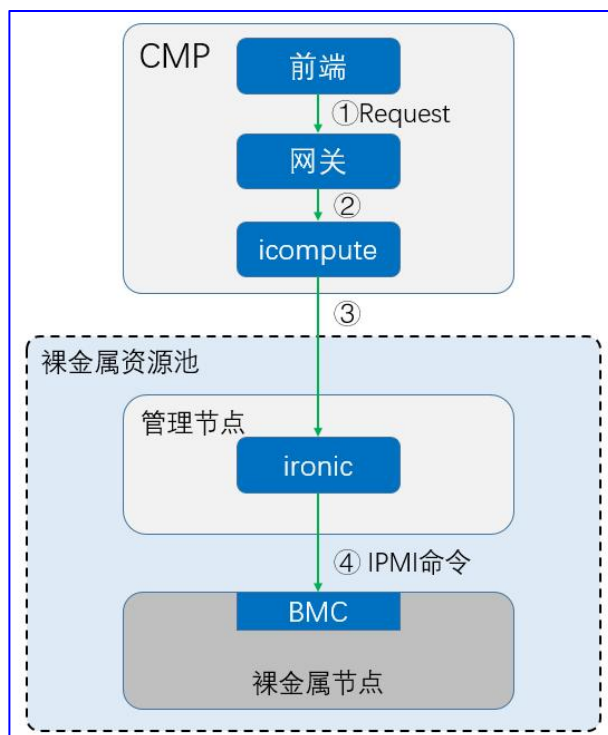 CMP
前端
①Request
网关
②
icompute
③
裸金属资源池
管理节点
ironic
④ IPMI命令
BMC
裸金属节点